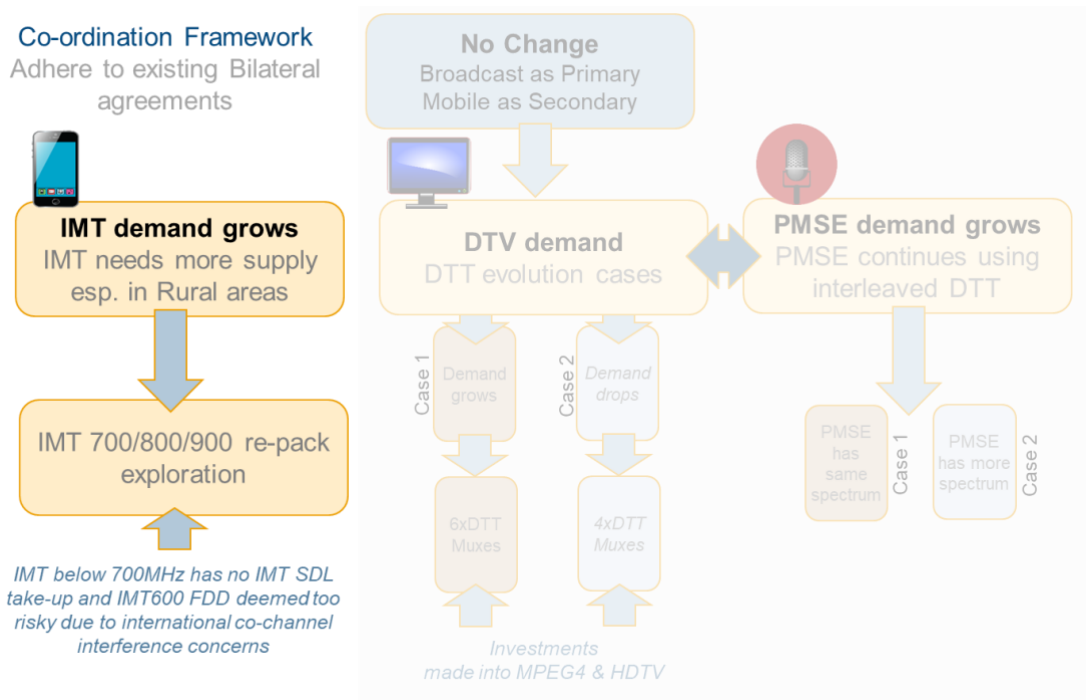 Co-ordination Framework
Adhere to existing Bilateral
agreements
IMT demand grows
IMT needs more supply
esp. in Rural areas
IMT 700/800/900 re-pack
exploration
IMT below 700MHz has no IMT SDL
take-up and IMT600 FDD deemed too
risky due to international co-channel
interference concerns
No Change
Broadcast as Primary
Mobile as Secondary
DTV demand
DTT evolution cases
Case 1
Demand
grows
Case 2
Demand
drops
6xDTT
Muxes
4xDTT
Muxes
Investments
made into MPEG4 & HDTV
PMSE demand grows
PMSE continues using
interleaved DTT
PMSE
has
same
spectrum
Case 1
PMSE
has more
spectrum
Case 2